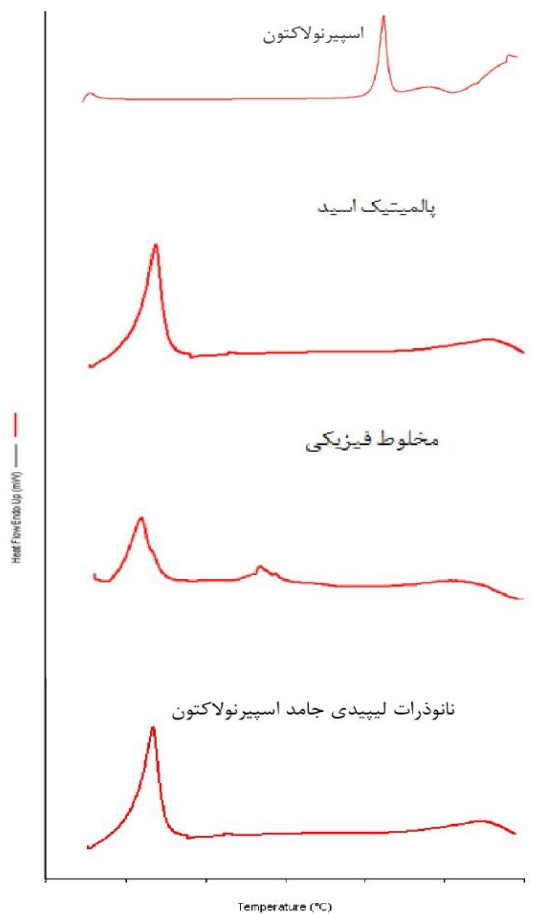 اسپیرنولاکتون
پالمیتیک اسید
مخلوط فیزیکی
Heat Flow Endo Up (mW)
نانوذرات لیپیدی جامد اسپیرنولاکتون
Temperature (°C)